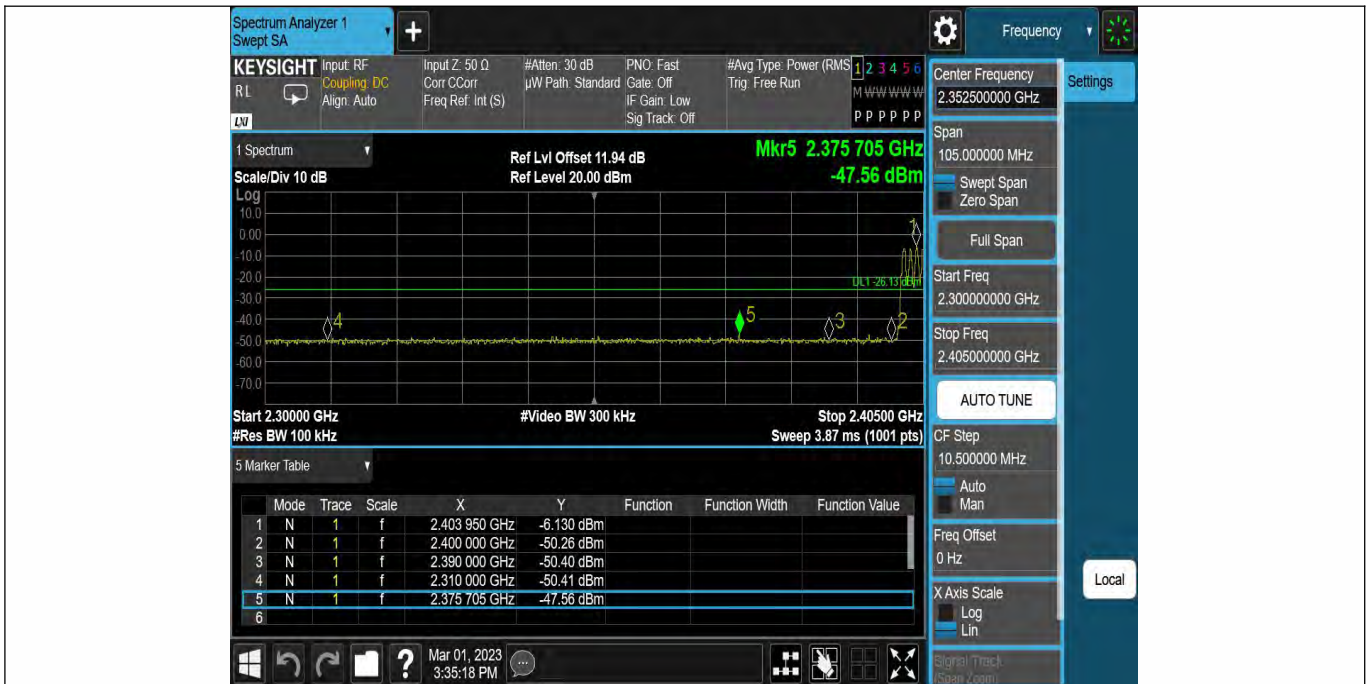 Spectrum Analyzer 1
Swept SA
+
Frequency
KEYSIGHT
RL
LXI
Input: RF
Coupling: DC
Align: Auto
Input Z: 50 Ω
Corr CCorr
Freq Ref: Int (S)
#Atten: 30 dB
µW Path: Standard
PNO: Fast
Gate: Off
IF Gain: Low
Sig Track: Off
#Avg Type: Power (RMS
Trig: Free Run
1 2 3 4 5 6
M W W W W W
P P P P P P
1 Spectrum
Scale/Div 10 dB
Ref Lvl Offset 11.94 dB
Ref Level 20.00 dBm
Mkr5 2.375 705 GHz
-47.56 dBm
Log
10.0
0.00
-10.0
-20.0
-30.0
-40.0
-50.0
-60.0
-70.0
1
DL1 -26.13 dBm
4
5
3
2
Start 2.30000 GHz
#Video BW 300 kHz
Stop 2.40500 GHz
#Res BW 100 kHz
Sweep 3.87 ms (1001 pts)
5 Marker Table
Mode Trace Scale X Y Function Function Width Function Value
1 N 1 f 2.403 950 GHz -6.130 dBm
2 N 1 f 2.400 000 GHz -50.26 dBm
3 N 1 f 2.390 000 GHz -50.40 dBm
4 N 1 f 2.310 000 GHz -50.41 dBm
5 N 1 f 2.375 705 GHz -47.56 dBm
6
?
Mar 01, 2023
3:35:18 PM
Center Frequency
2.352500000 GHz
Settings
Span
105.000000 MHz
Swept Span
Zero Span
Full Span
Start Freq
2.300000000 GHz
Stop Freq
2.405000000 GHz
AUTO TUNE
CF Step
10.500000 MHz
Auto
Man
Freq Offset
0 Hz
Local
X Axis Scale
Log
Lin
Signal Track
(Span Zoom)